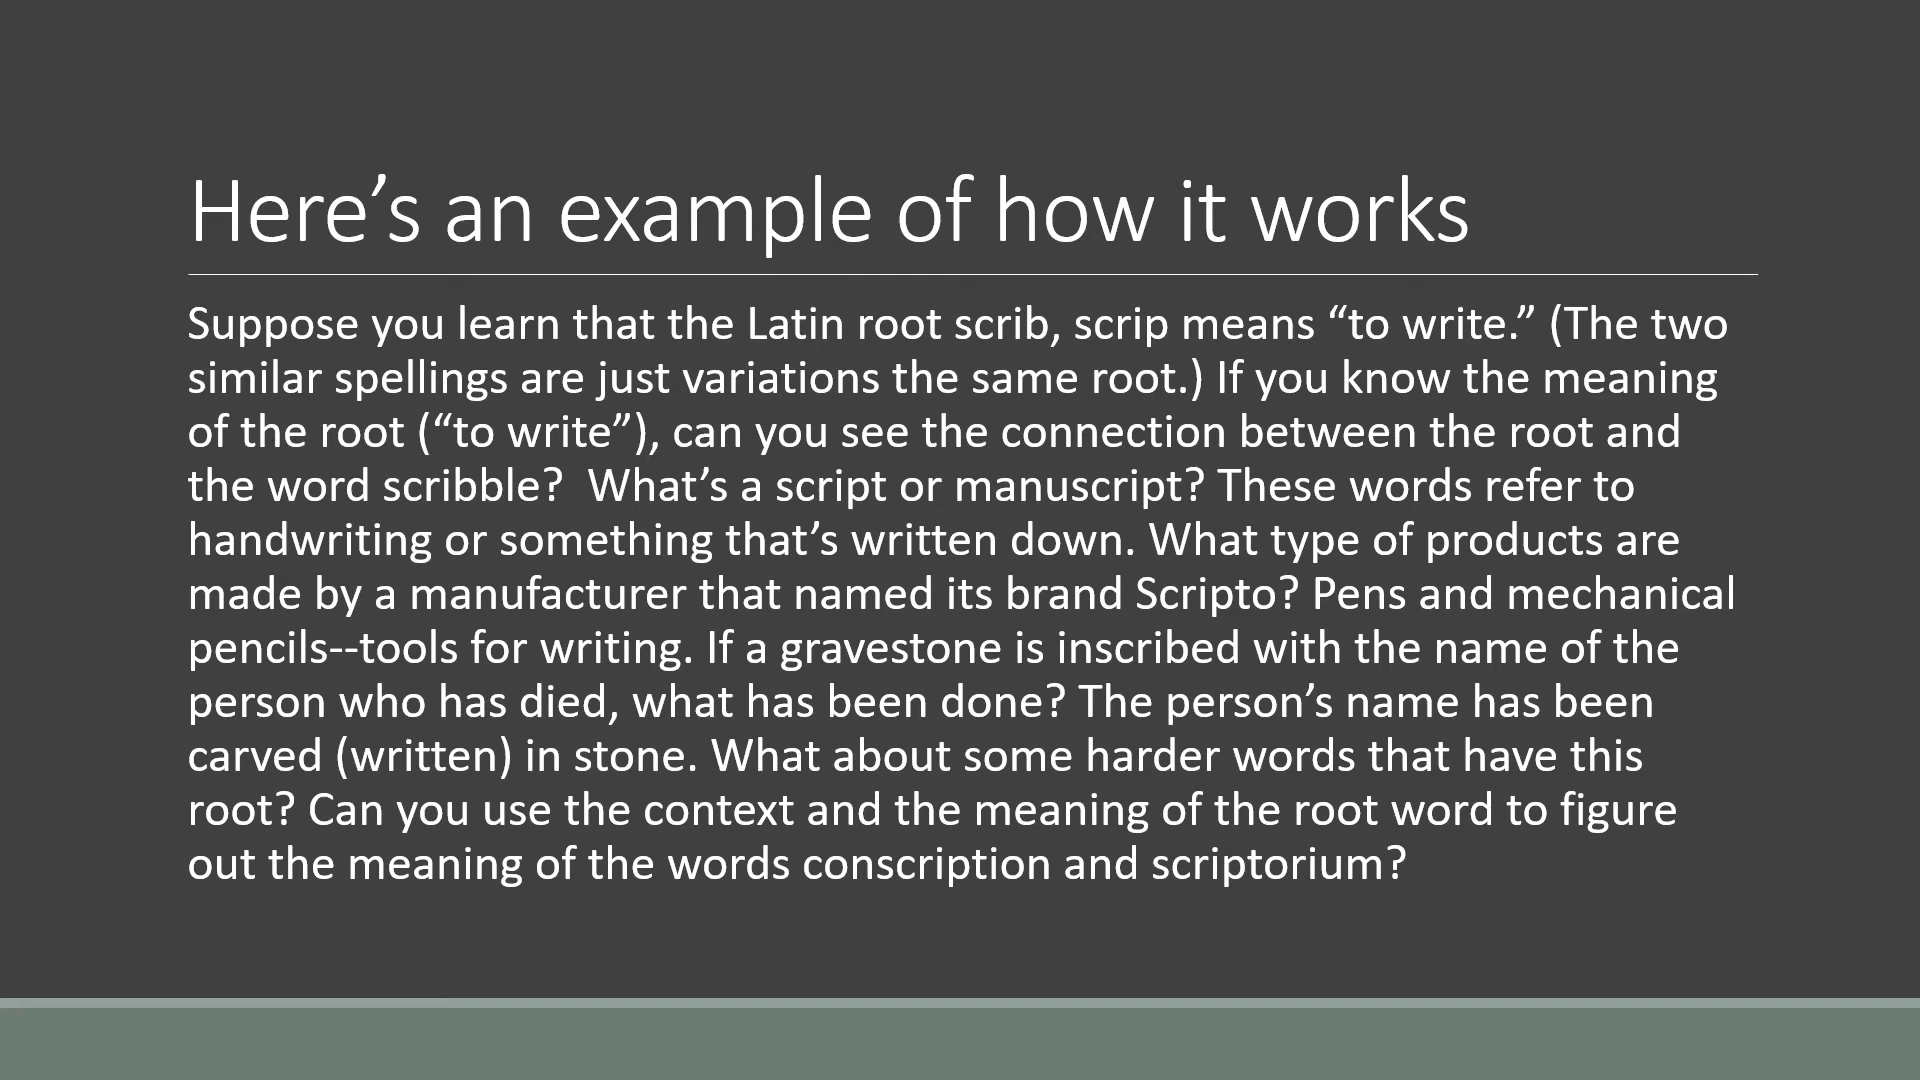 Here’s an example of how it works
Suppose you learn that the Latin root scrib, scrip means “to write.” (The two
similar spellings are just variations the same root.) If you know the meaning
of the root (“to write”), can you see the connection between the root and
the word scribble?  What’s a script or manuscript? These words refer to
handwriting or something that’s written down. What type of products are
made by a manufacturer that named its brand Scripto? Pens and mechanical
pencils--tools for writing. If a gravestone is inscribed with the name of the
person who has died, what has been done? The person’s name has been
carved (written) in stone. What about some harder words that have this
root? Can you use the context and the meaning of the root word to figure
out the meaning of the words conscription and scriptorium?